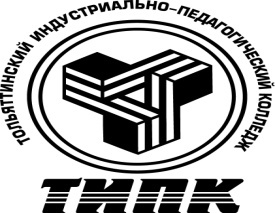 ТОЛЬЯТТИНСКИЙ ИНДУСТРИАЛЬНО-ПЕДАГОГИЧЕСКИЙ КОЛЛЕДЖ
ТИПК